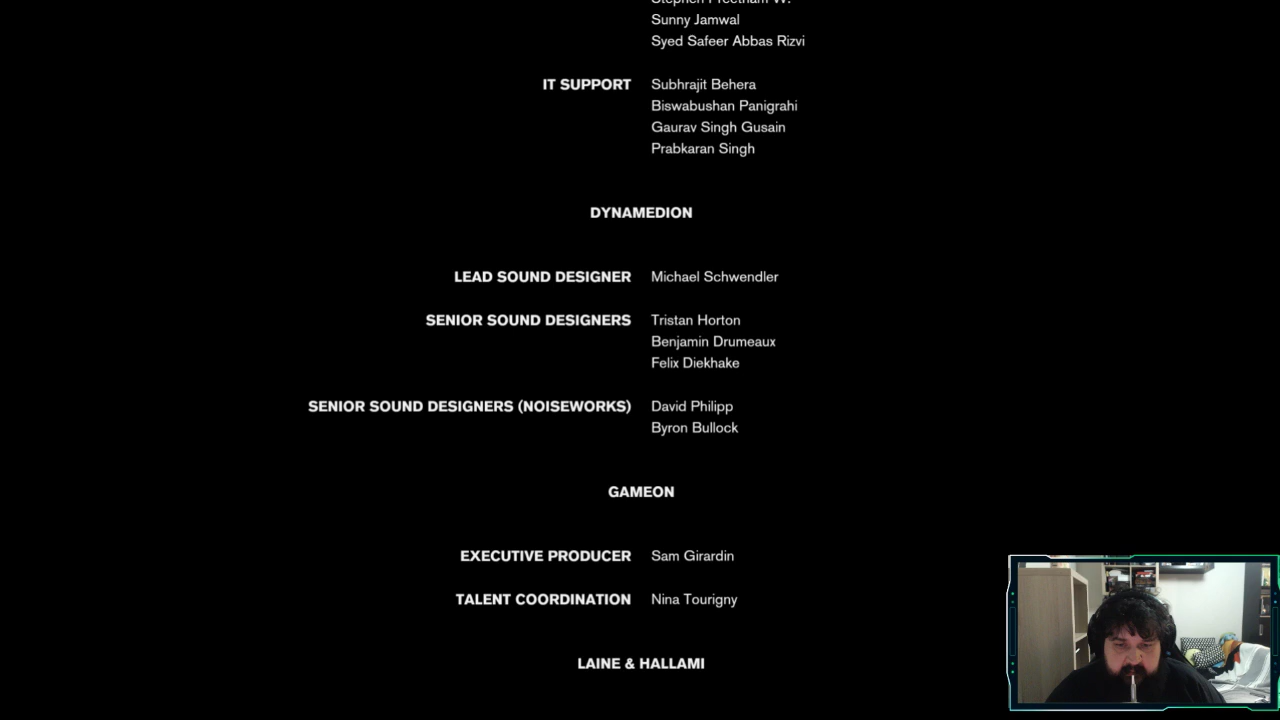 Stephen Preetham W.
Sunny Jamwal
Syed Safeer Abbas Rizvi
IT SUPPORT Subhrajit Behera
Biswabushan Panigrahi
Gaurav Singh Gusain
Prabkaran Singh
DYNAMEDION
LEAD SOUND DESIGNER Michael Schwendler
SENIOR SOUND DESIGNERS Tristan Horton
Benjamin Drumeaux
Felix Diekhake
SENIOR SOUND DESIGNERS (NOISEWORKS) David Philipp
Byron Bullock
GAMEON
EXECUTIVE PRODUCER Sam Girardin
TALENT COORDINATION Nina Tourigny
LAINE & HALLAMI